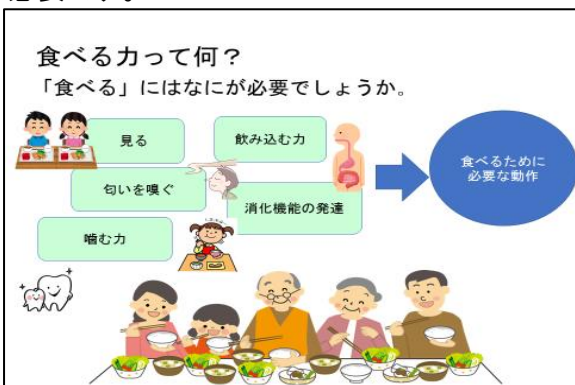 食べる力って何？
「食べる」にはなにが必要でしょうか。
見る
飲み込む力
匂いを嗅ぐ
消化機能の発達
噛む力
食べるために
必要な動作